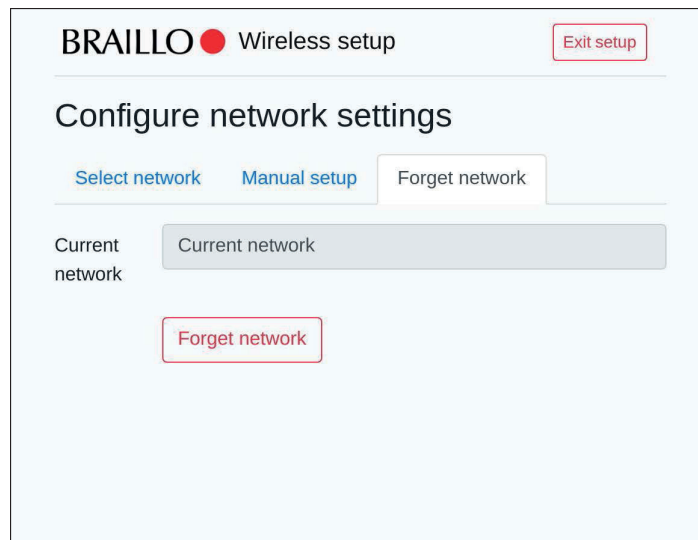 BRAILLO Wireless setup Exit setup
Configure network settings
Select network Manual setup Forget network
Current network Current network
Forget network